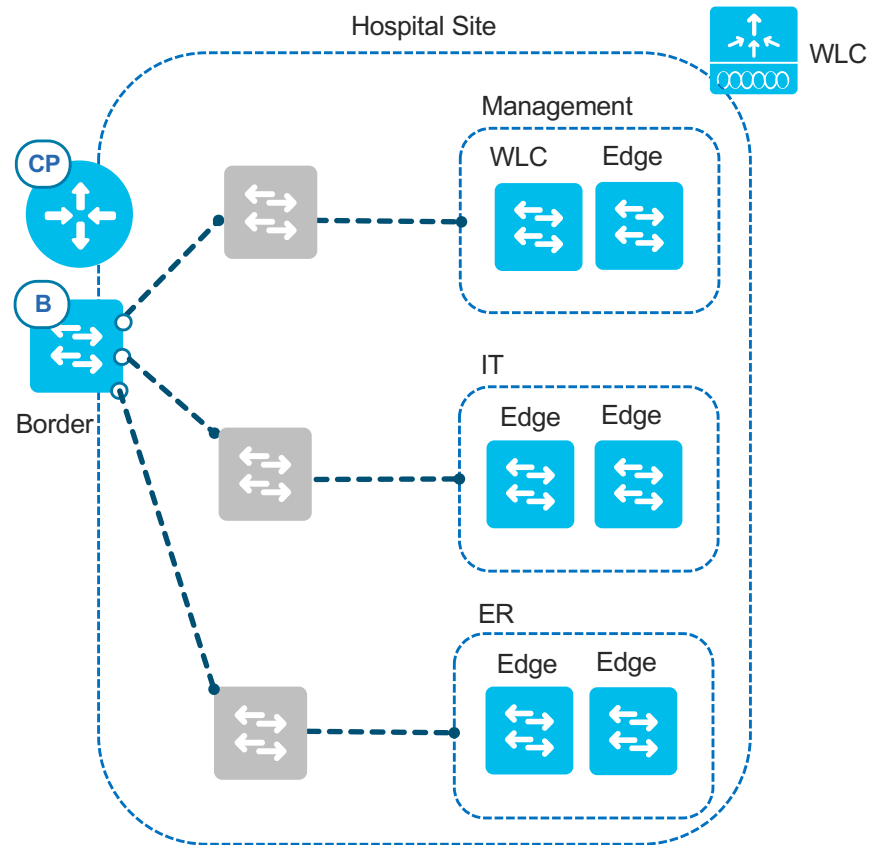 Hospital Site
WLC
Management
WLC Edge
CP
B
Border
IT
Edge Edge
ER
Edge Edge